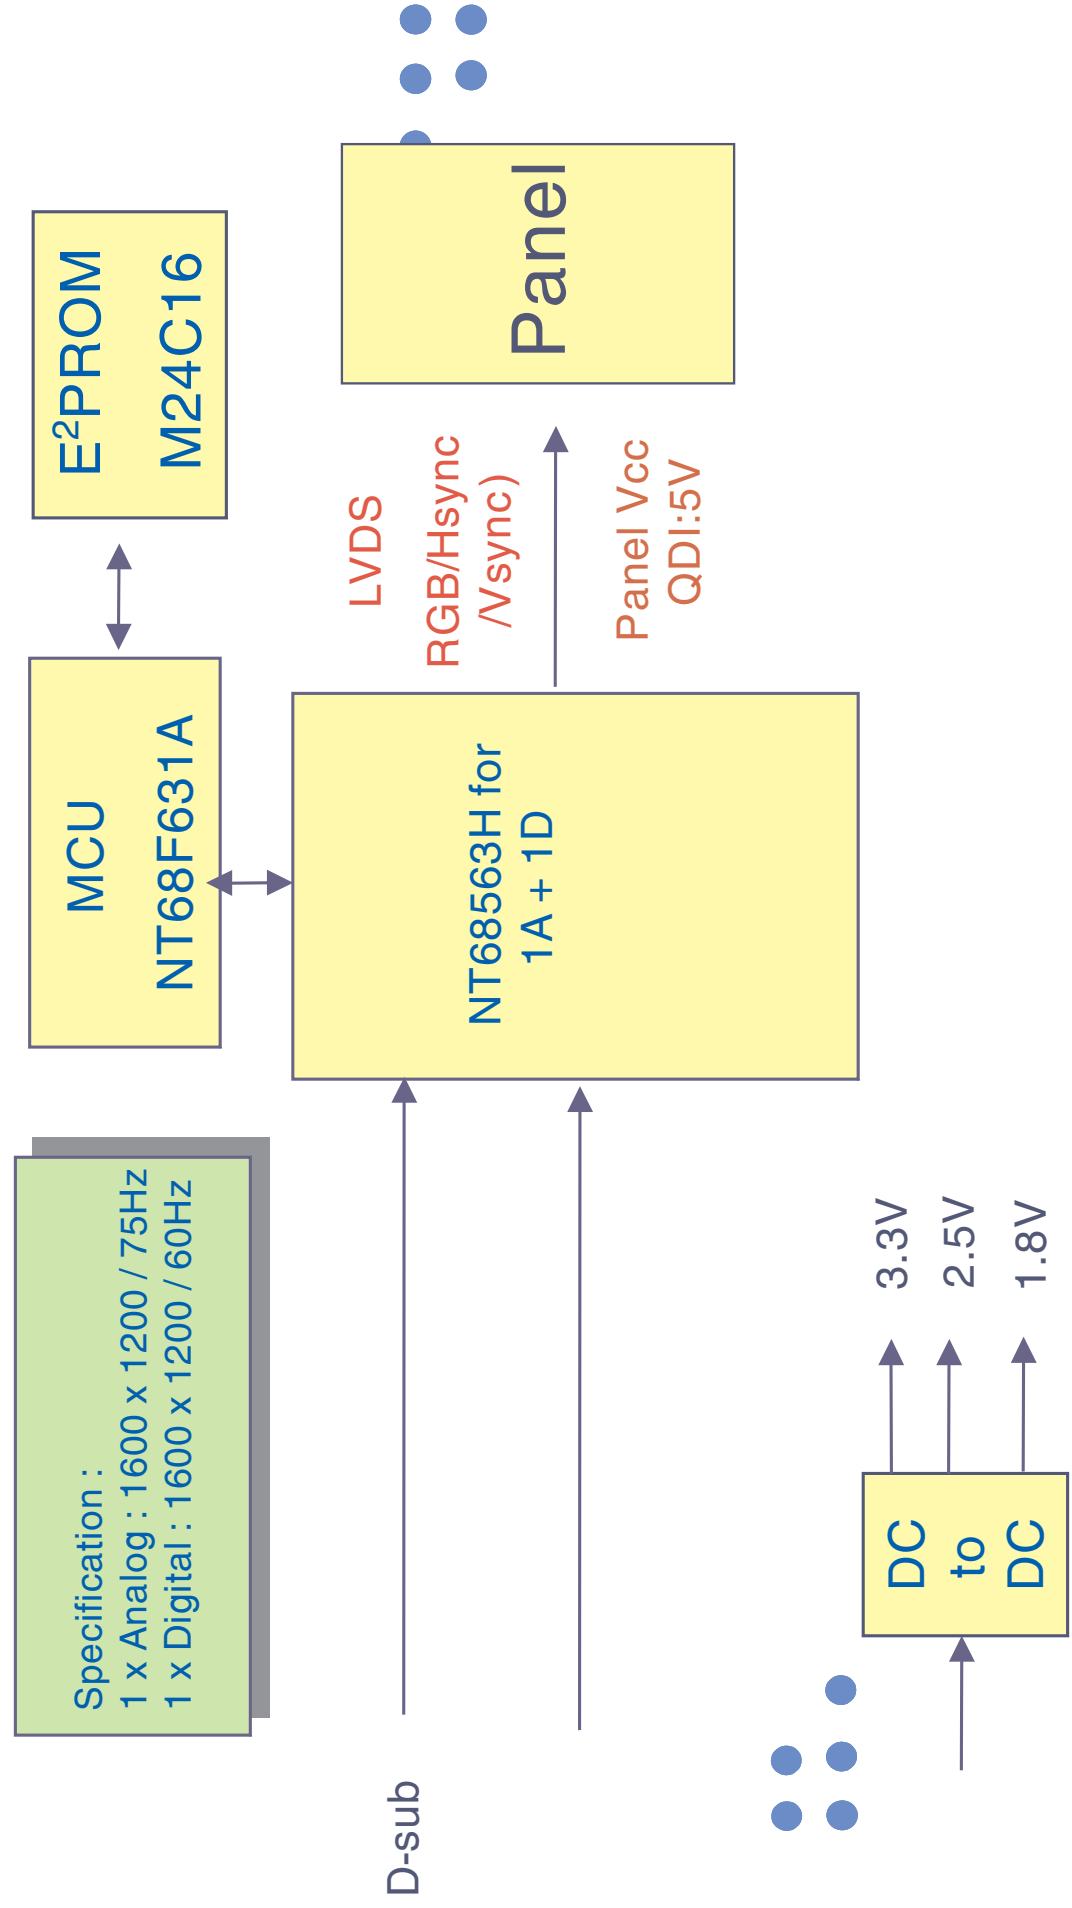 Specification :
1 x Analog : 1600 x 1200 / 75Hz
1 x Digital : 1600 x 1200 / 60Hz
MCU
NT68F631A
E²PROM
M24C16
D-sub
NT68563H for
1A + 1D
LVDS
RGB/Hsync
/Vsync)
Panel Vcc
QDI:5V
Panel
DC
to
DC
3.3V
2.5V
1.8V